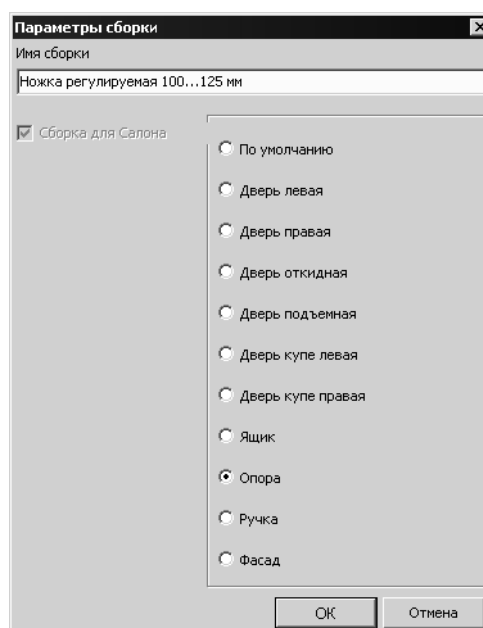 Параметры сборки
Имя сборки
Ножка регулируемая 100...125 мм
Сборка для Салона
По умолчанию
Дверь левая
Дверь правая
Дверь откидная
Дверь подъемная
Дверь купе левая
Дверь купе правая
Ящик
Опора
Ручка
Фасад
ОК
Отмена